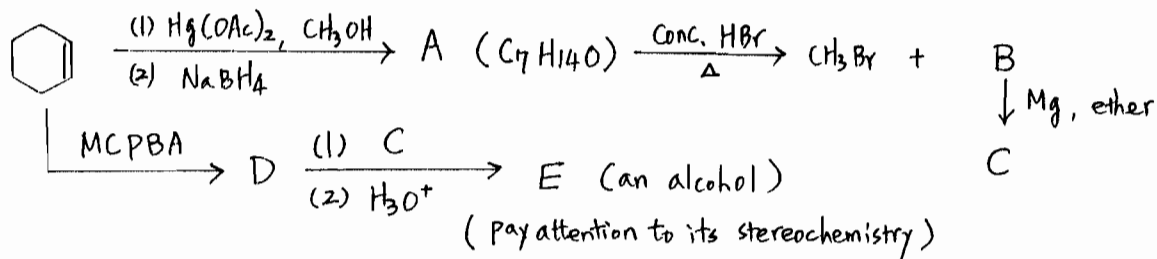 (1) Hg(OAc)2, CH3OH
(2) NaBH4
A (C7H14O)
Conc. HBr
Δ
CH3Br + B
Mg, ether
C
MCPBA
D
(1) C
(2) H3O+
E (an alcohol)
(pay attention to its stereochemistry)